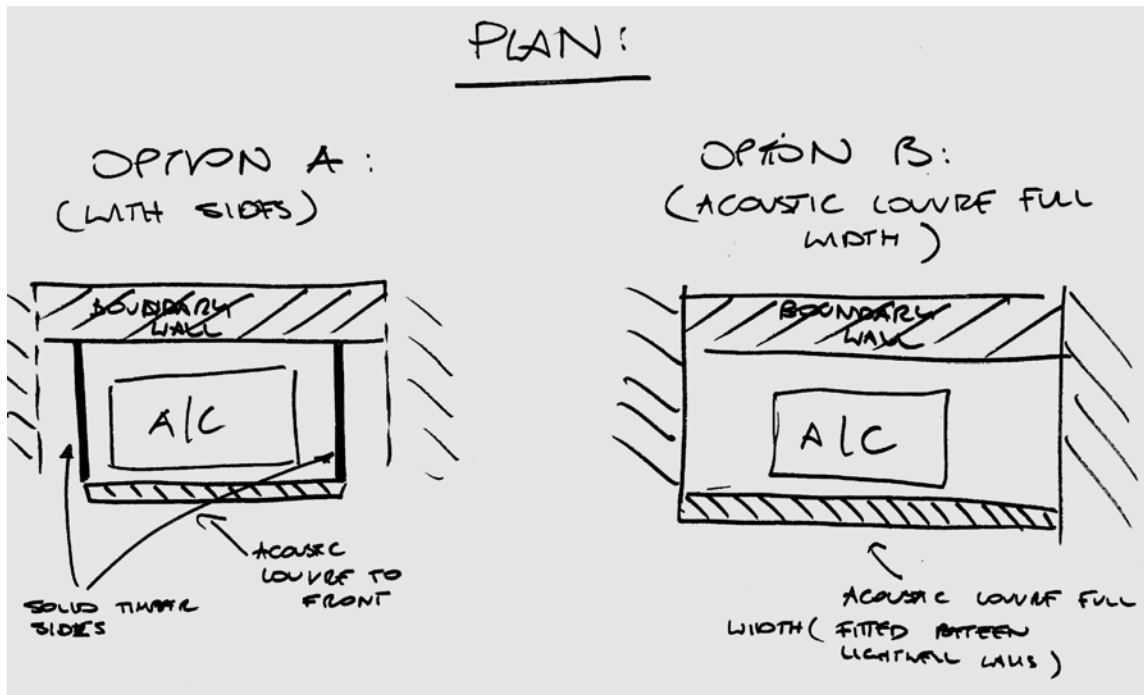 PLAN:
OPTION A:
(WITH SIDES)
BOUNDARY
WALL
A/C
ACOUSTIC
LOUVRE TO
FRONT
SOLID TIMBER
SIDES
OPTION B:
(ACOUSTIC LOUVRE FULL
WIDTH)
BOUNDARY
WALL
A/C
ACOUSTIC LOUVRE FULL
WIDTH (FITTED BETEEN
LIGHTWELL WALLS)